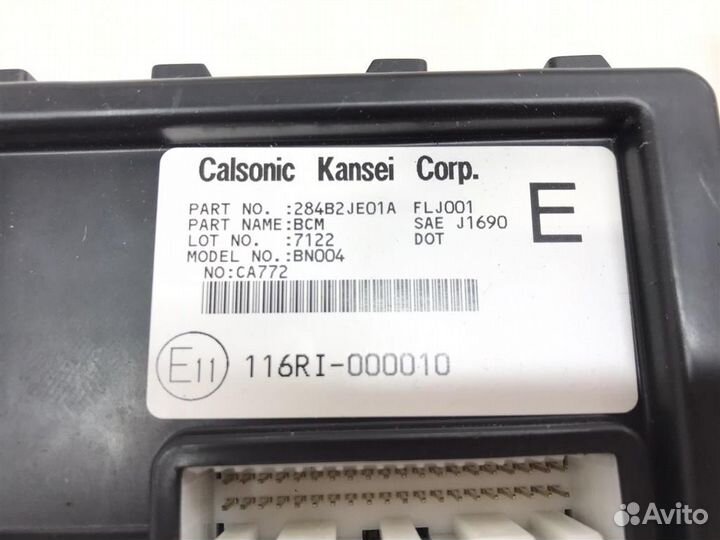 Calsonic Kansei Corp.
PART NO. :284B2JE01A FLJ001
PART NAME:BCM SAE J1690
LOT NO. :7122 DOT
MODEL NO.:BN004
NO:CA772
E
E11 116RI-000010
Avito